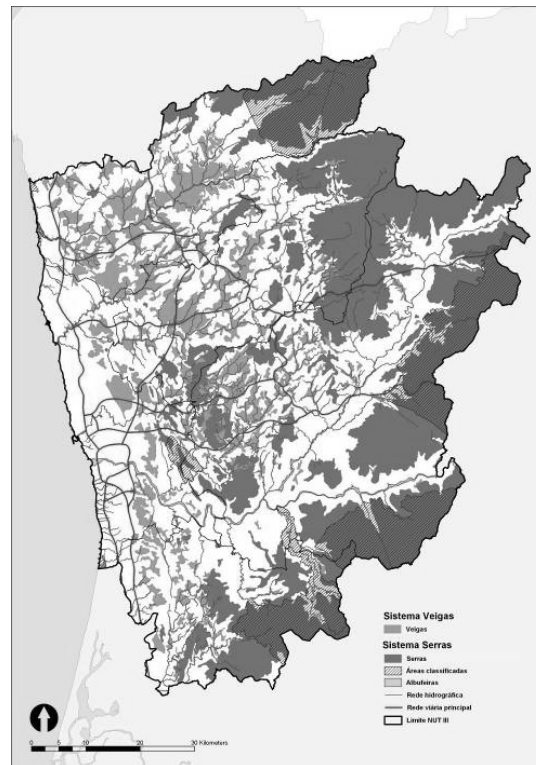 Sistema Veigas
Veigas
Sistema Serras
Serras
Áreas classificadas
Albufeiras
Rede hidrográfica
Rede viária principal
Limite NUT III
0 5 10 20 30 Kilometers